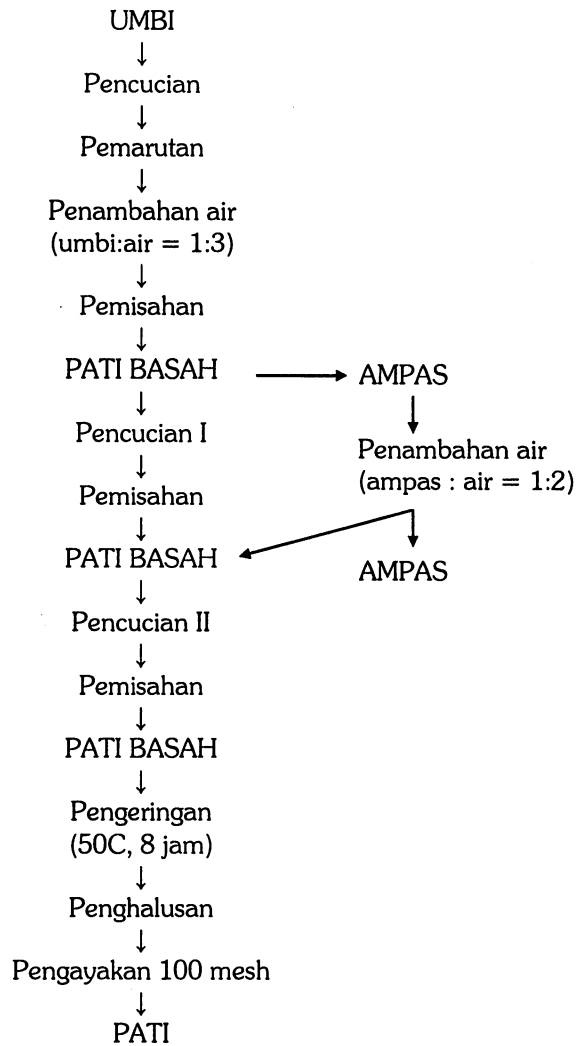 UMBI
↓
Pencucian
↓
Pemarutan
↓
Penambahan air
(umbi:air = 1:3)
↓
Pemisahan
↓
PATI BASAH → AMPAS
↓
Pencucian I
↓
Pemisahan
↓
Penambahan air
(ampas : air = 1:2)
PATI BASAH
AMPAS
↓
Pencucian II
↓
Pemisahan
↓
PATI BASAH
↓
Pengeringan
(50C, 8 jam)
↓
Penghalusan
↓
Pengayakan 100 mesh
↓
PATI